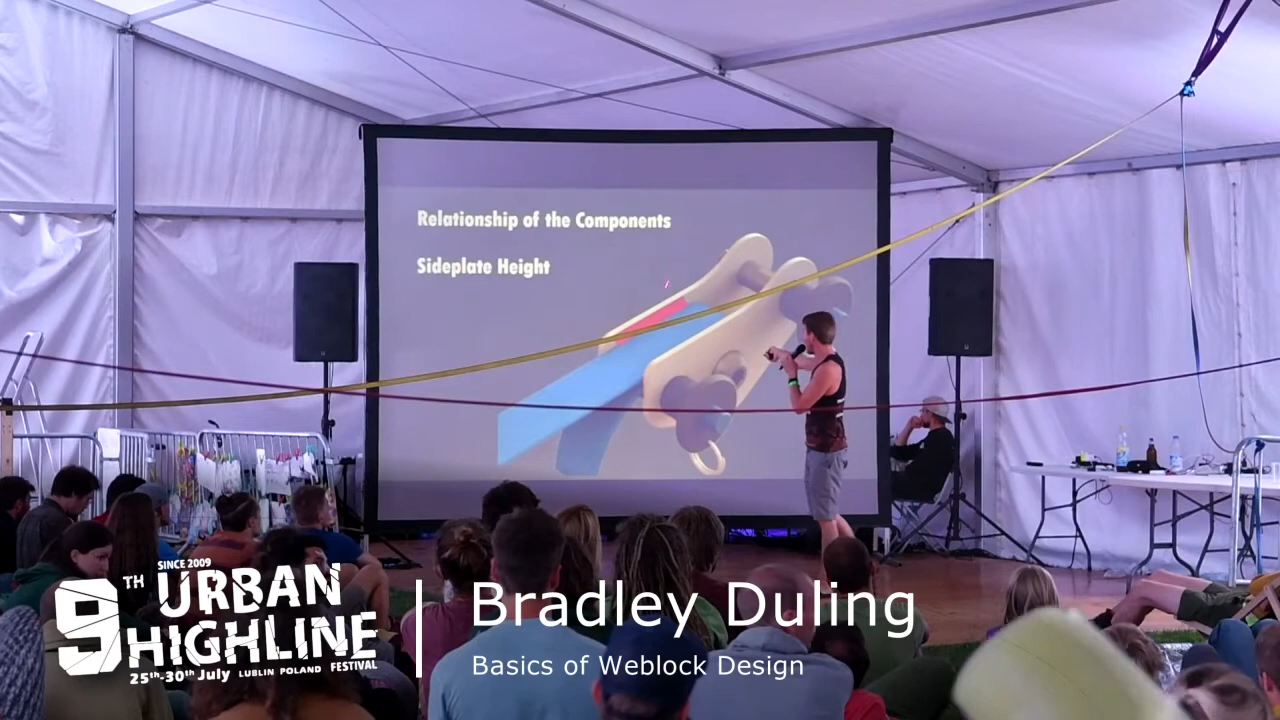 Relationship of the Components
Sideplate Height
SINCE 2009
9TH URBAN
HIGHLINE
25th-30th July LUBLIN POLAND FESTIVAL
Bradley Duling
Basics of Weblock Design